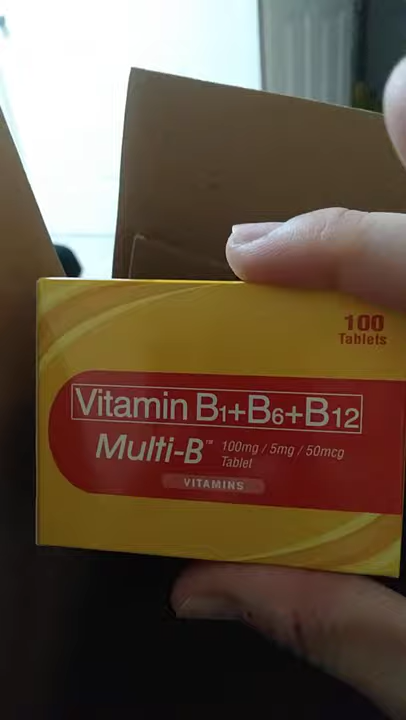 100
Tablets
Vitamin B1+B6+B12
Multi-B™ 100mg / 5mg / 50mcg
Tablet
VITAMINS